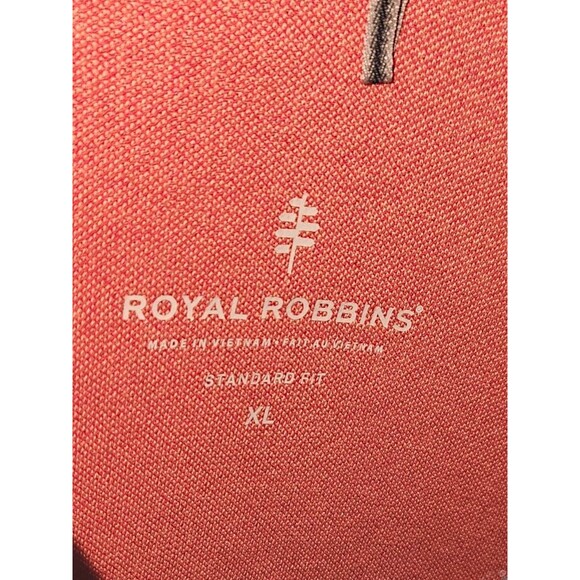 ROYAL ROBBINS®
MADE IN VIETNAM • FAIT AU VIETNAM
STANDARD FIT
XL